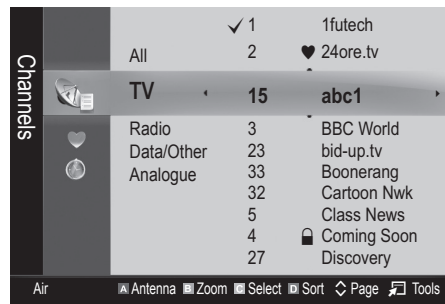 Channels
✓ 1 1futech
All 2 ♥ 24ore.tv
TV 15 abc1
Radio 3 BBC World
Data/Other 23 bid-up.tv
Analogue 33 Boonerang
32 Cartoon Nwk
5 Class News
4 Coming Soon
27 Discovery
Air A Antenna B Zoom C Select D Sort Page Tools